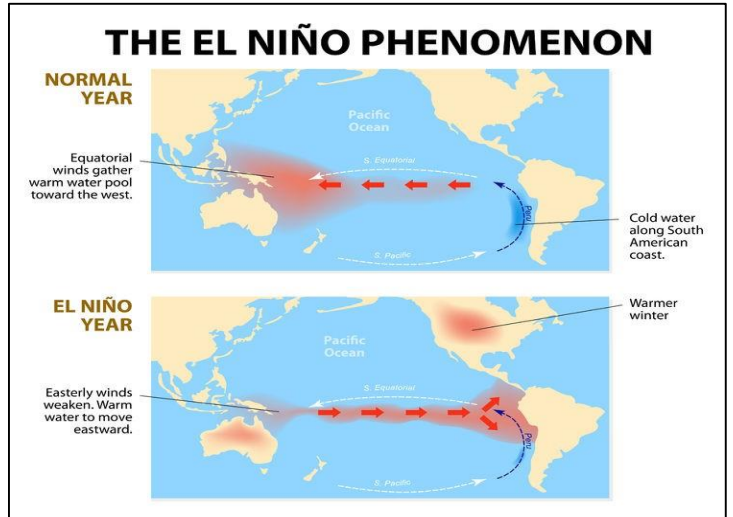 THE EL NIÑO PHENOMENON
NORMAL
YEAR
Pacific
Ocean
Equatorial
winds gather
warm water pool
toward the west.
S. Equatorial
Peru
Cold water
along South
American
coast.
S. Pacific
EL NIÑO
YEAR
Warmer
winter
Pacific
Ocean
Easterly winds
weaken. Warm
water to move
eastward.
S. Equatorial
Peru
S. Pacific